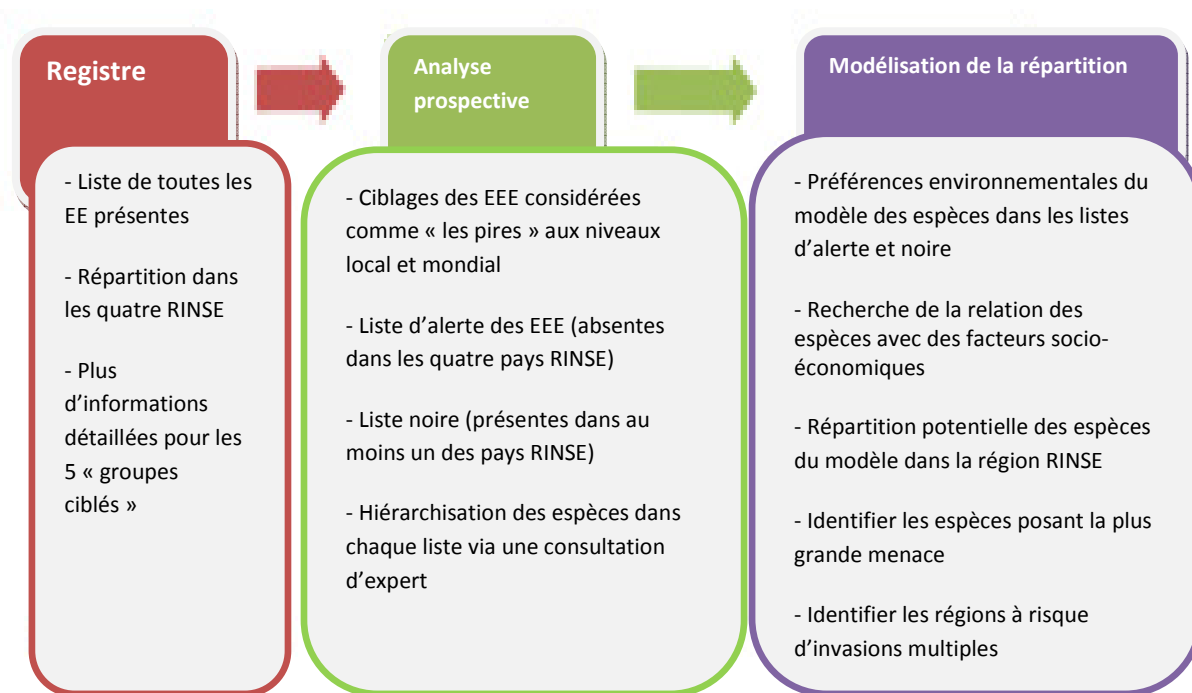 Registre
- Liste de toutes les
EE présentes
- Répartition dans
les quatre RINSE
- Plus
d’informations
détaillées pour les
5 « groupes
ciblés »
Analyse
prospective
- Ciblages des EEE considérées
comme « les pires » aux niveaux
local et mondial
- Liste d’alerte des EEE (absentes
dans les quatre pays RINSE)
- Liste noire (présentes dans au
moins un des pays RINSE)
- Hiérarchisation des espèces dans
chaque liste via une consultation
d’expert
Modélisation de la répartition
- Préférences environnementales du
modèle des espèces dans les listes
d’alerte et noire
- Recherche de la relation des
espèces avec des facteurs socio-
économiques
- Répartition potentielle des espèces
du modèle dans la région RINSE
- Identifier les espèces posant la plus
grande menace
- Identifier les régions à risque
d’invasions multiples